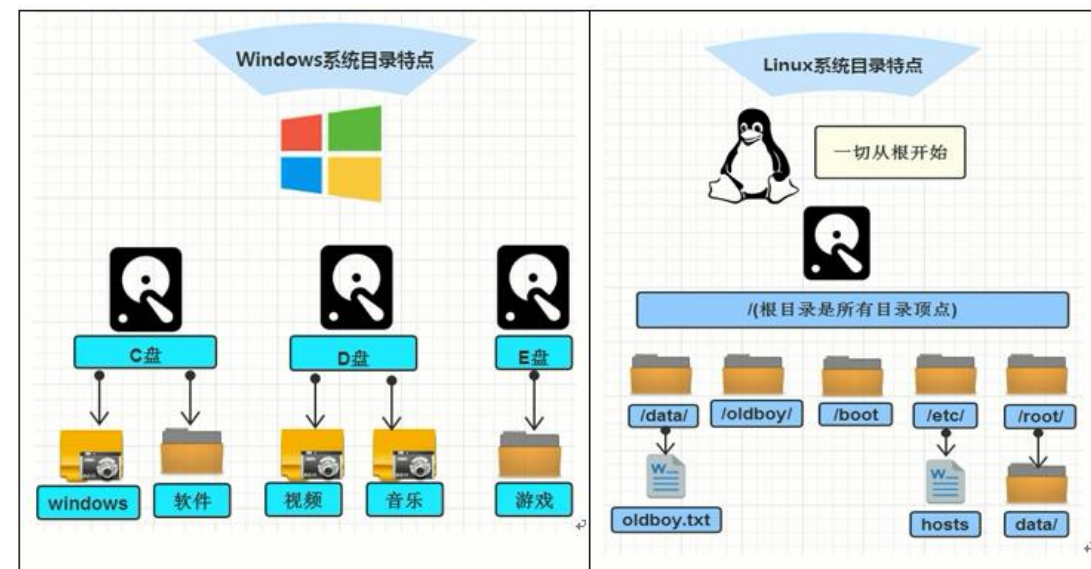 Windows系统目录特点
C盘
D盘
E盘
windows
软件
视频
音乐
游戏
Linux系统目录特点
一切从根开始
/(根目录是所有目录顶点)
/data/
/oldboy/
/boot
/etc/
/root/
oldboy.txt
hosts
data/